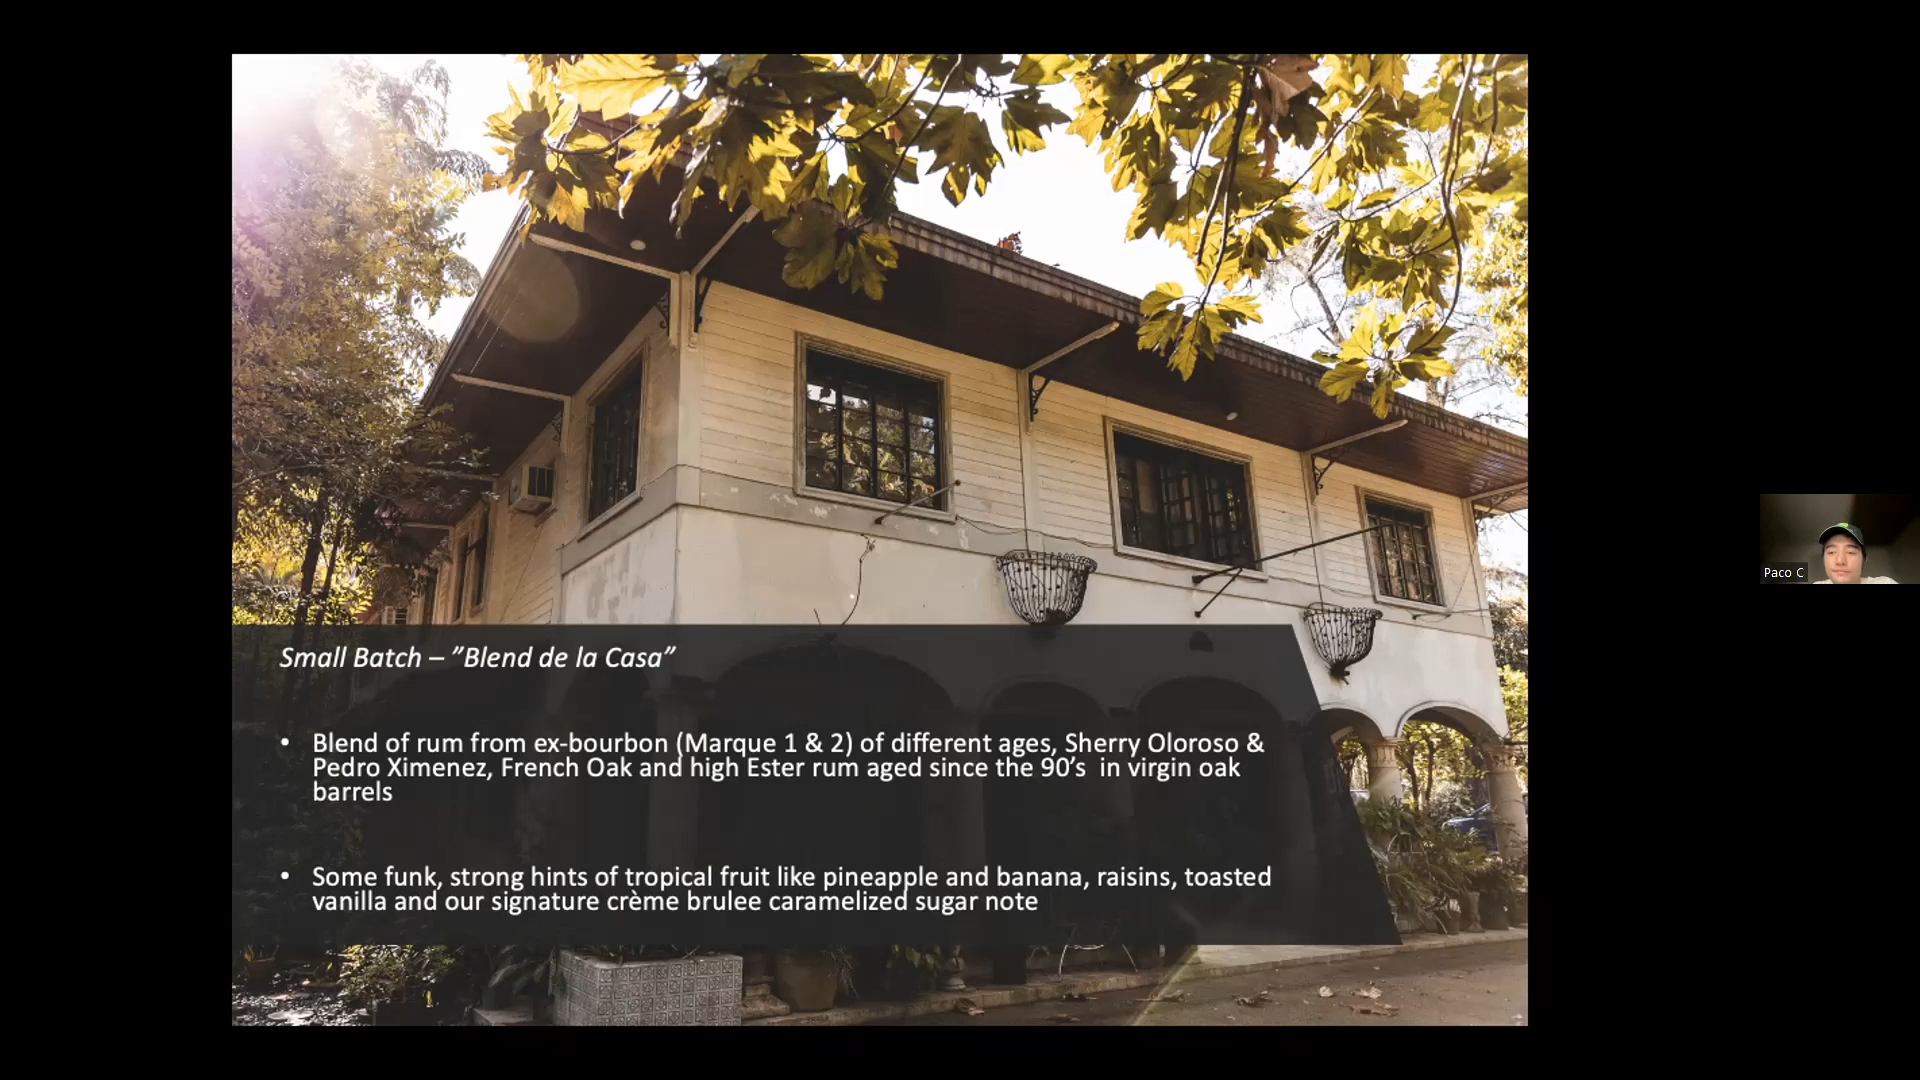 Small Batch – ”Blend de la Casa”
• Blend of rum from ex-bourbon (Marque 1 & 2) of different ages, Sherry Oloroso &
Pedro Ximenez, French Oak and high Ester rum aged since the 90’s  in virgin oak
barrels
• Some funk, strong hints of tropical fruit like pineapple and banana, raisins, toasted
vanilla and our signature crème brulee caramelized sugar note
Paco C